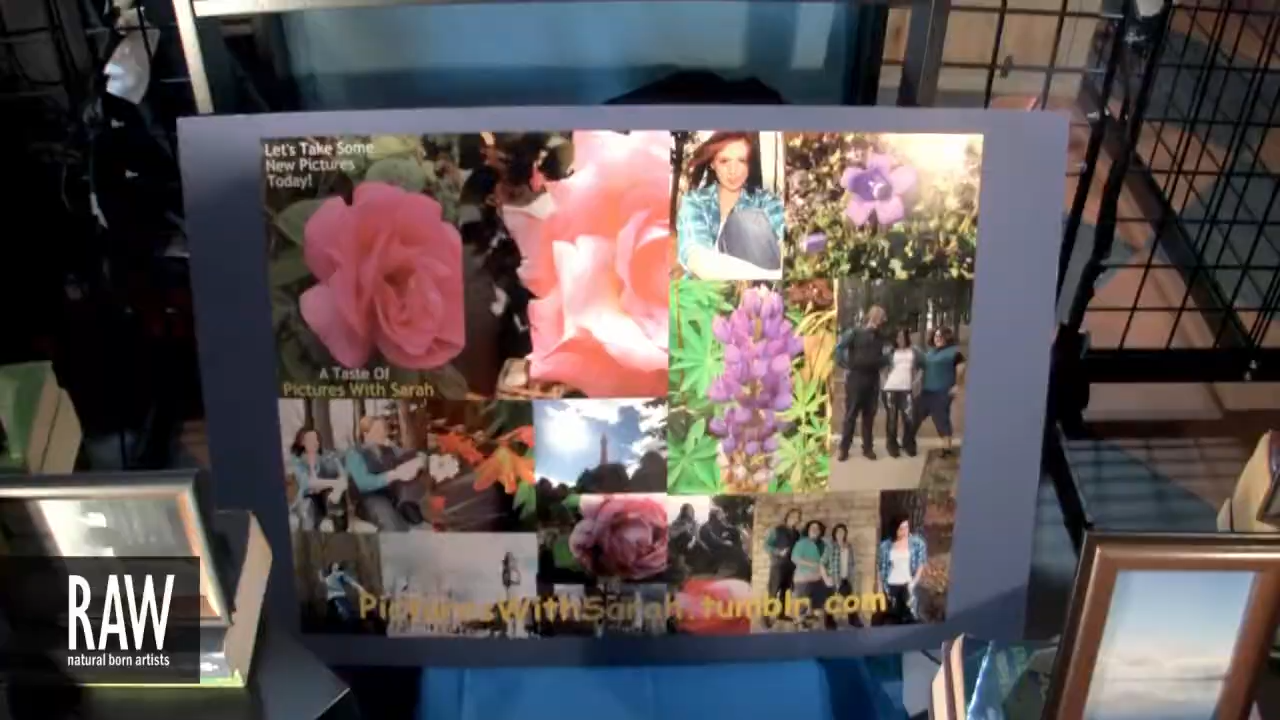 Let's Take Some
New Pictures
Today!
A Taste Of
Pictures With Sarah
PicturesWithSarah.tumblr.com
RAW
natural born artists